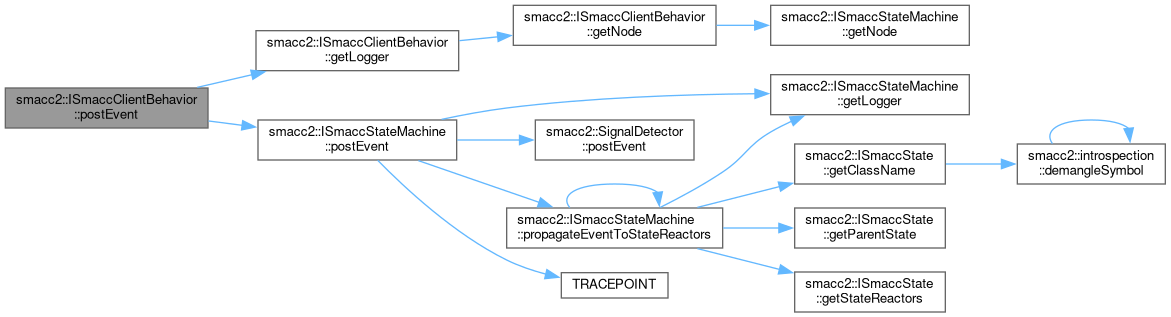 smacc2::ISmaccClientBehavior
::postEvent
smacc2::ISmaccClientBehavior
::getLogger
smacc2::ISmaccClientBehavior
::getNode
smacc2::ISmaccStateMachine
::getNode
smacc2::ISmaccStateMachine
::postEvent
smacc2::ISmaccStateMachine
::getLogger
smacc2::SignalDetector
::postEvent
smacc2::ISmaccStateMachine
::propagateEventToStateReactors
smacc2::ISmaccState
::getClassName
smacc2::introspection
::demangleSymbol
smacc2::ISmaccState
::getParentState
smacc2::ISmaccState
::getStateReactors
TRACEPOINT